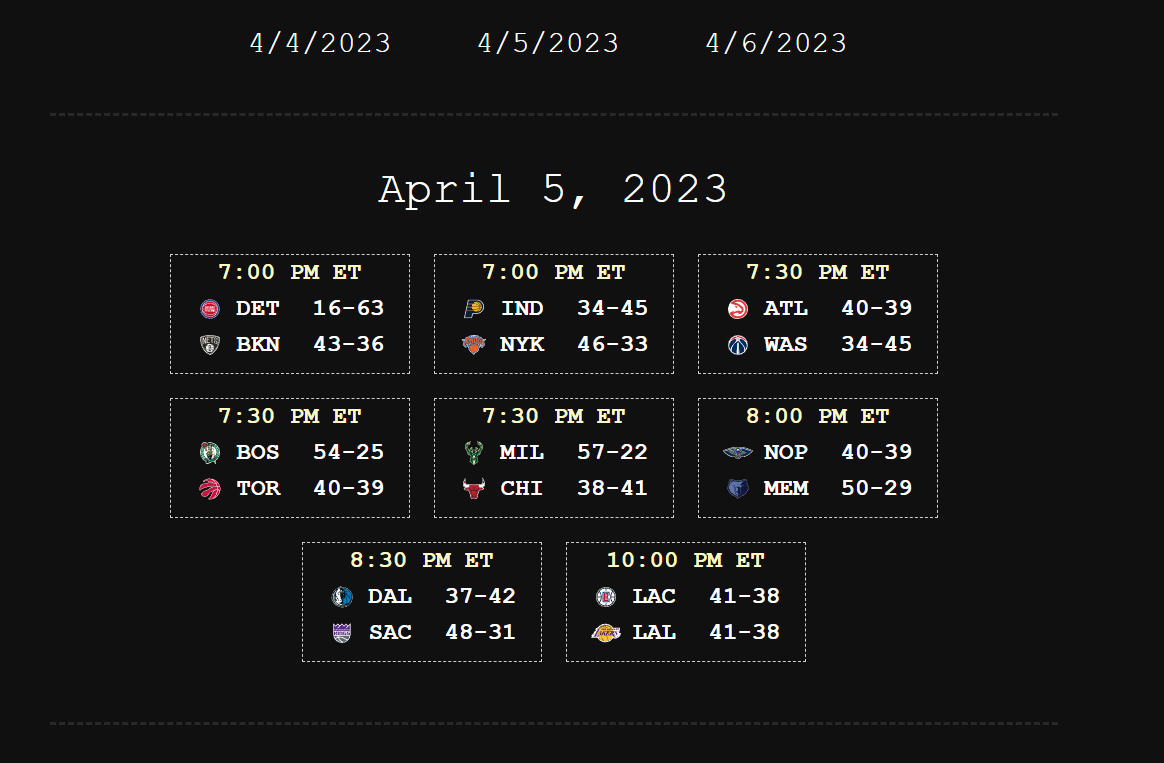 4/4/2023 4/5/2023 4/6/2023
April 5, 2023
7:00 PM ET
DET 16-63
BKN 43-36
7:00 PM ET
IND 34-45
NYK 46-33
7:30 PM ET
ATL 40-39
WAS 34-45
7:30 PM ET
BOS 54-25
TOR 40-39
7:30 PM ET
MIL 57-22
CHI 38-41
8:00 PM ET
NOP 40-39
MEM 50-29
8:30 PM ET
DAL 37-42
SAC 48-31
10:00 PM ET
LAC 41-38
LAL 41-38